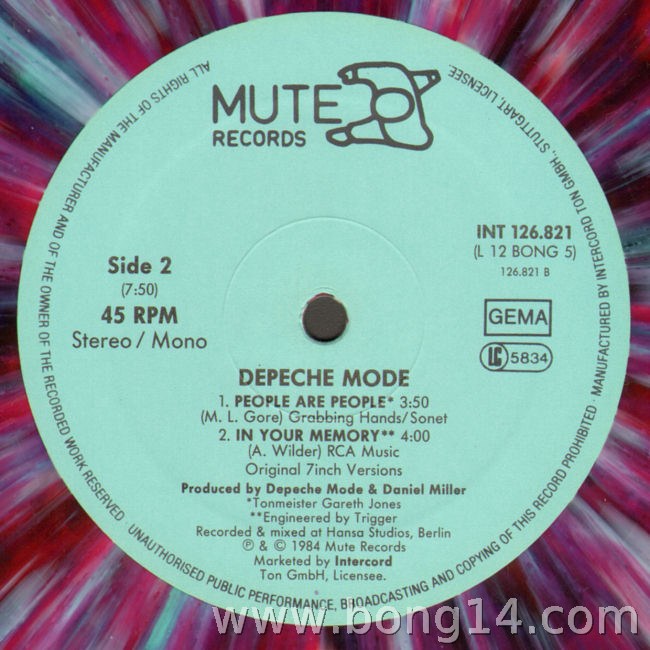 MUTE
RECORDS
INT 126.821
(L 12 BONG 5)
126.821 B
Side 2
(7:50)
45 RPM
Stereo / Mono
GEMA
LC 5834
DEPECHE MODE
1. PEOPLE ARE PEOPLE* 3:50
(M. L. Gore) Grabbing Hands/Sonet
2. IN YOUR MEMORY** 4:00
(A. Wilder) RCA Music
Original 7inch Versions
Produced by Depeche Mode & Daniel Miller
*Tonmeister Gareth Jones
**Engineered by Trigger
Recorded & mixed at Hansa Studios, Berlin
Ⓟ & © 1984 Mute Records
Marketed by Intercord
Ton GmbH, Licensee.
ALL RIGHTS OF THE MANUFACTURER AND OF THE OWNER OF THE RECORDED WORK RESERVED · UNAUTHORISED PUBLIC PERFORMANCE, BROADCASTING AND COPYING OF THIS RECORD PROHIBITED · MANUFACTURED BY INTERCORD TON GMBH., STUTTGART, LICENSEE.
www.bong14.com